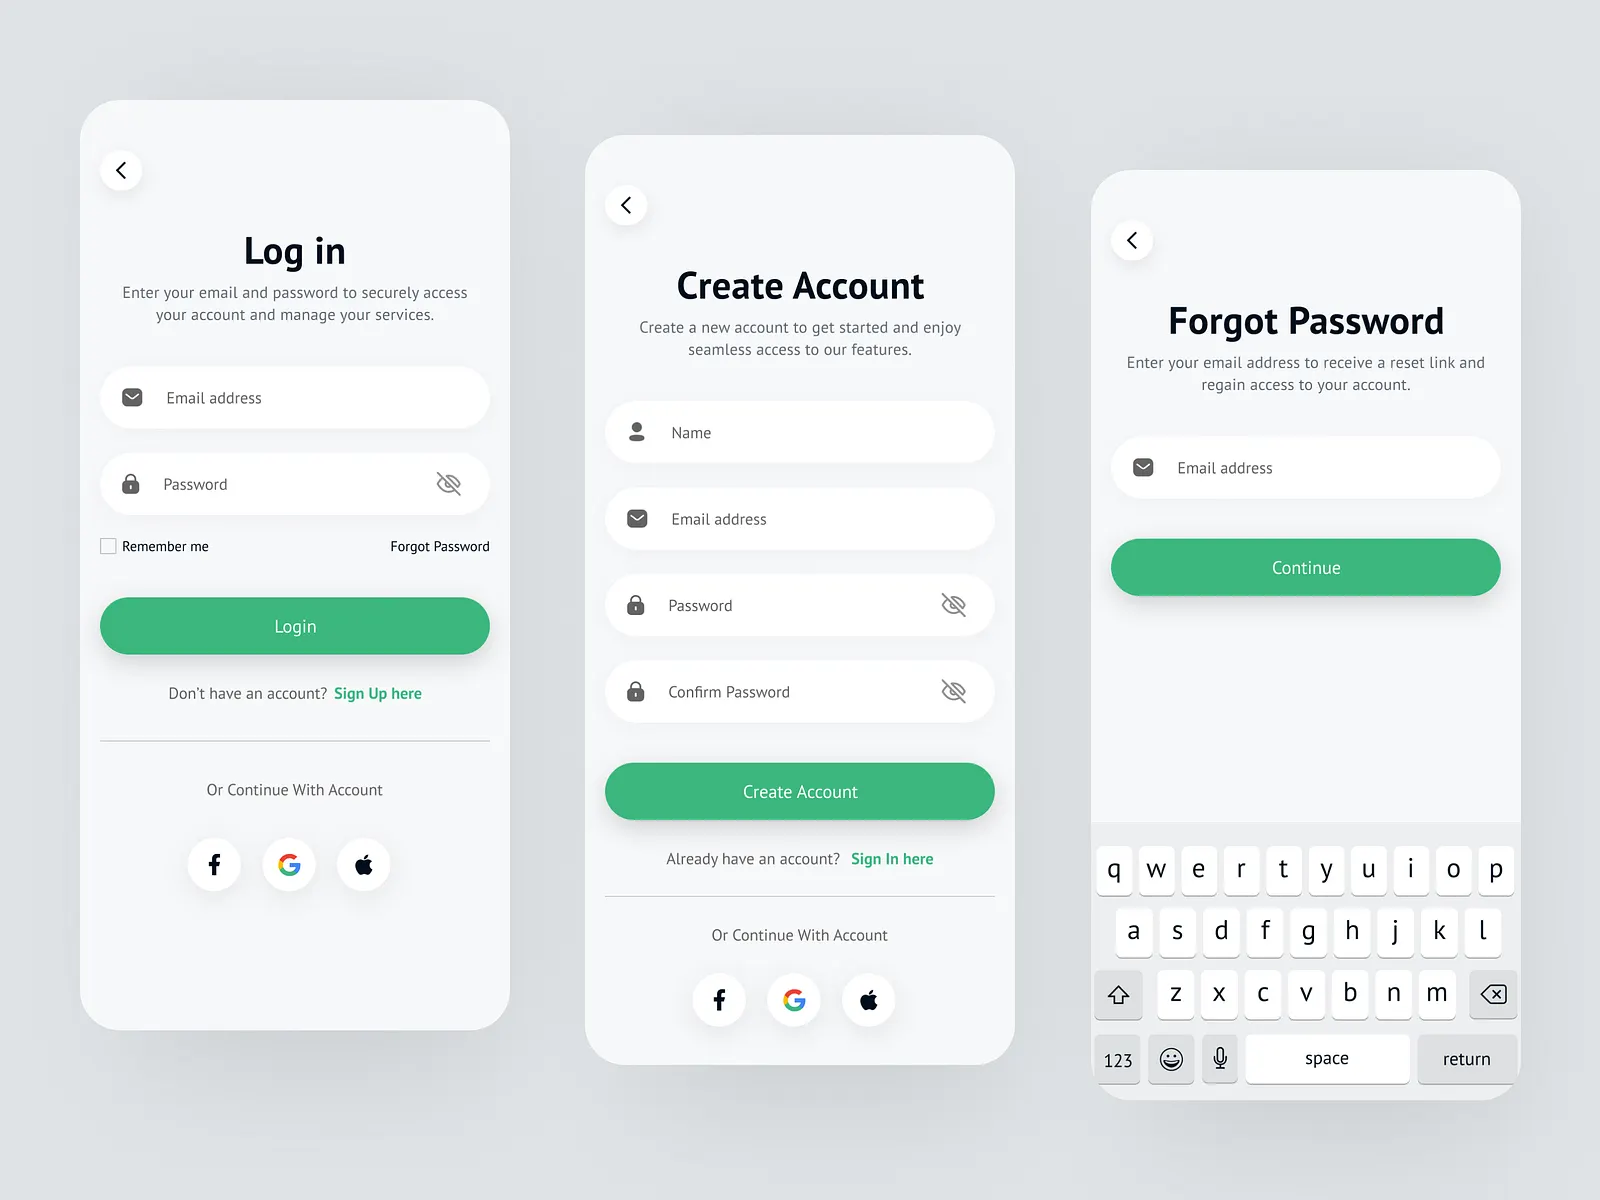 Log in
Enter your email and password to securely access
your account and manage your services.
Email address
Password
Remember me
Forgot Password
Login
Don't have an account? Sign Up here
Or Continue With Account
Create Account
Create a new account to get started and enjoy
seamless access to our features.
Name
Email address
Password
Confirm Password
Create Account
Already have an account? Sign In here
Or Continue With Account
Forgot Password
Enter your email address to receive a reset link and
regain access to your account.
Email address
Continue
q w e r t y u i o p
a s d f g h j k l
z x c v b n m
123 space return